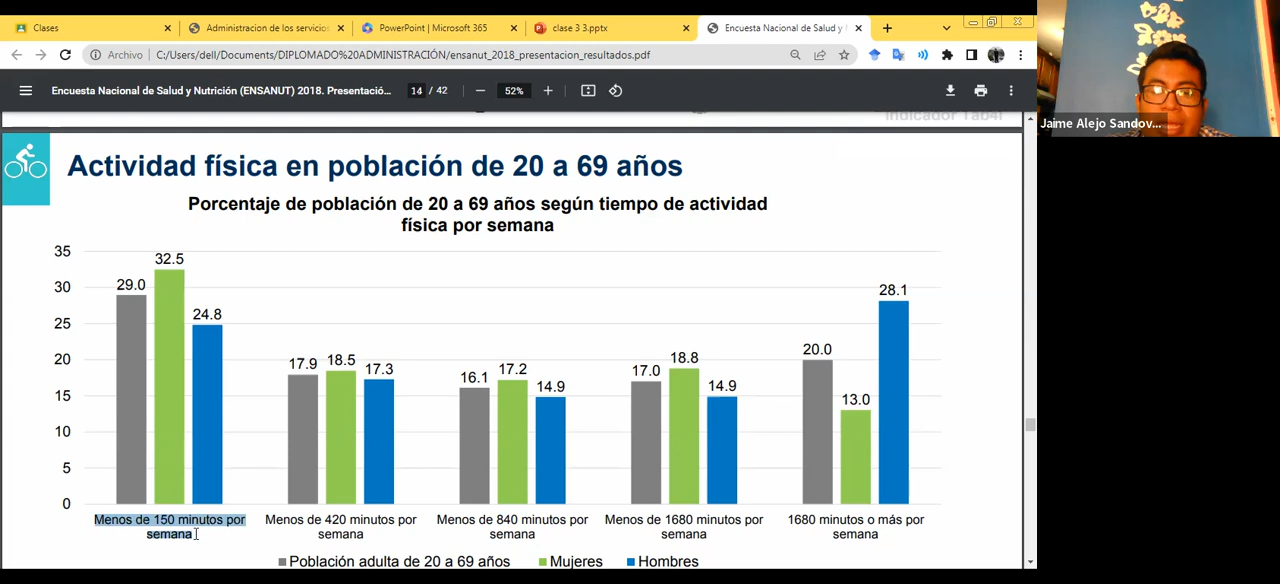 Clases
Administracion de los servicios
PowerPoint | Microsoft 365
clase 3 3.pptx
Encuesta Nacional de Salud y
Archivo
C:/Users/dell/Documents/DIPLOMADO%20ADMINISTRACIÓN/ensanut_2018_presentacion_resultados.pdf
Encuesta Nacional de Salud y Nutrición (ENSANUT) 2018. Presentació...
14 / 42
52%
Indicador Tab4f
Jaime Alejo Sandov...
Actividad física en población de 20 a 69 años
Porcentaje de población de 20 a 69 años según tiempo de actividad
física por semana
35
30
25
20
15
10
5
0
29.0 32.5 24.8
17.9 18.5 17.3
16.1 17.2 14.9
17.0 18.8 14.9
20.0 13.0 28.1
Menos de 150 minutos por
semana
Menos de 420 minutos por
semana
Menos de 840 minutos por
semana
Menos de 1680 minutos por
semana
1680 minutos o más por
semana
Población adulta de 20 a 69 años Mujeres Hombres